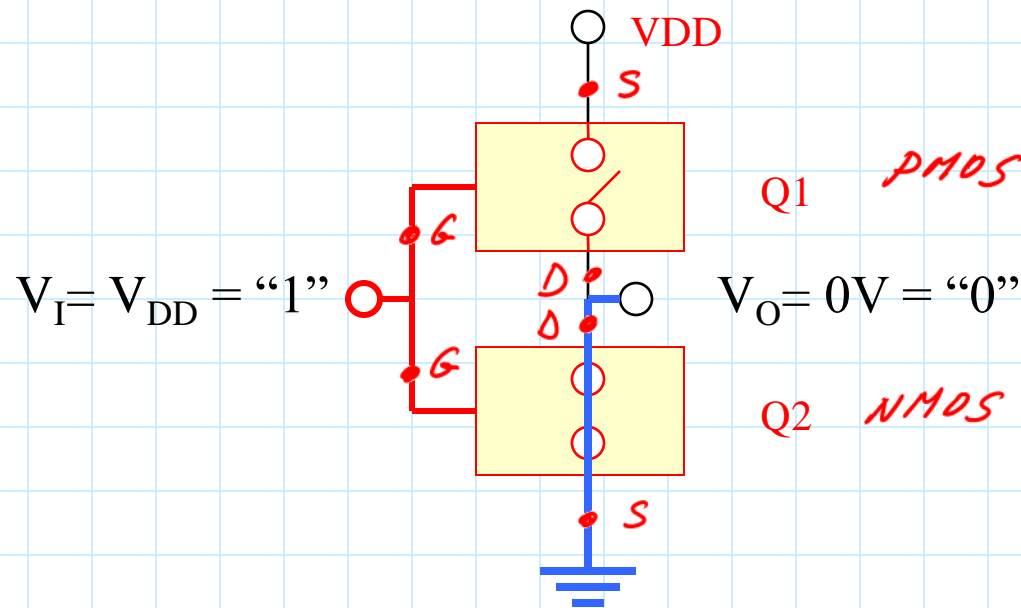 VDD
S
PMOS
Q1
G
D
VI= VDD = “1”
VO= 0V = “0”
D
G
Q2
NMOS
S